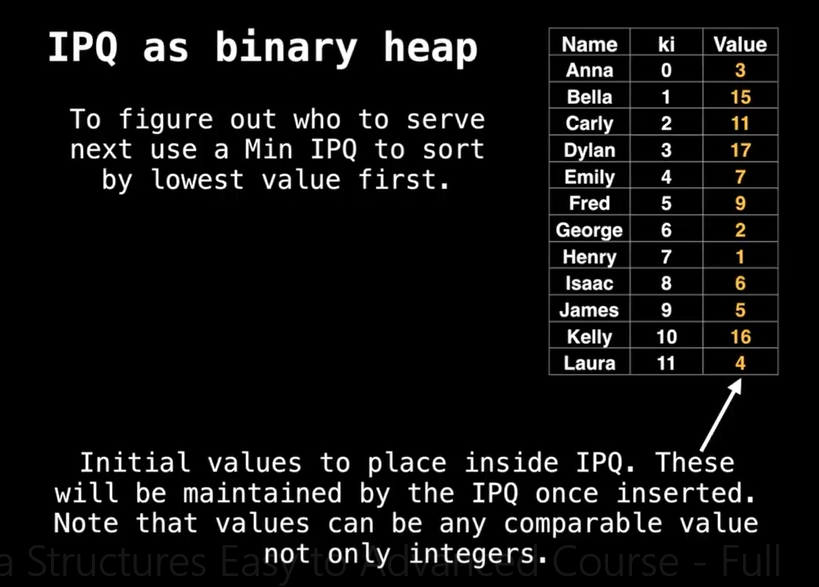 IPQ as binary heap
To figure out who to serve
next use a Min IPQ to sort
by lowest value first.
Name ki Value
Anna 0 3
Bella 1 15
Carly 2 11
Dylan 3 17
Emily 4 7
Fred 5 9
George 6 2
Henry 7 1
Isaac 8 6
James 9 5
Kelly 10 16
Laura 11 4
Initial values to place inside IPQ. These
will be maintained by the IPQ once inserted.
Note that values can be any comparable value
not only integers.
a Structures Easy to Advanced Course - Full